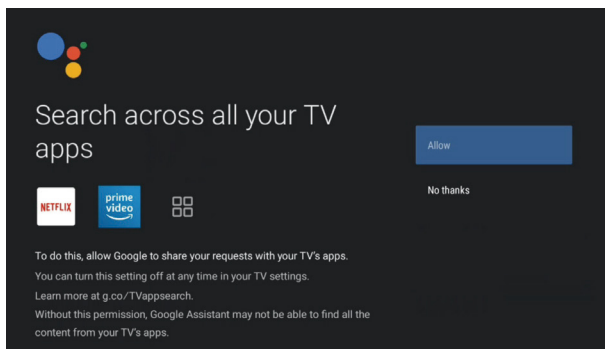 Search across all your TV
apps
NETFLIX
prime
video
To do this, allow Google to share your requests with your TV's apps.
You can turn this setting off at any time in your TV settings.
Learn more at g.co/TVappsearch.
Without this permission, Google Assistant may not be able to find all the
content from your TV's apps.
Allow
No thanks